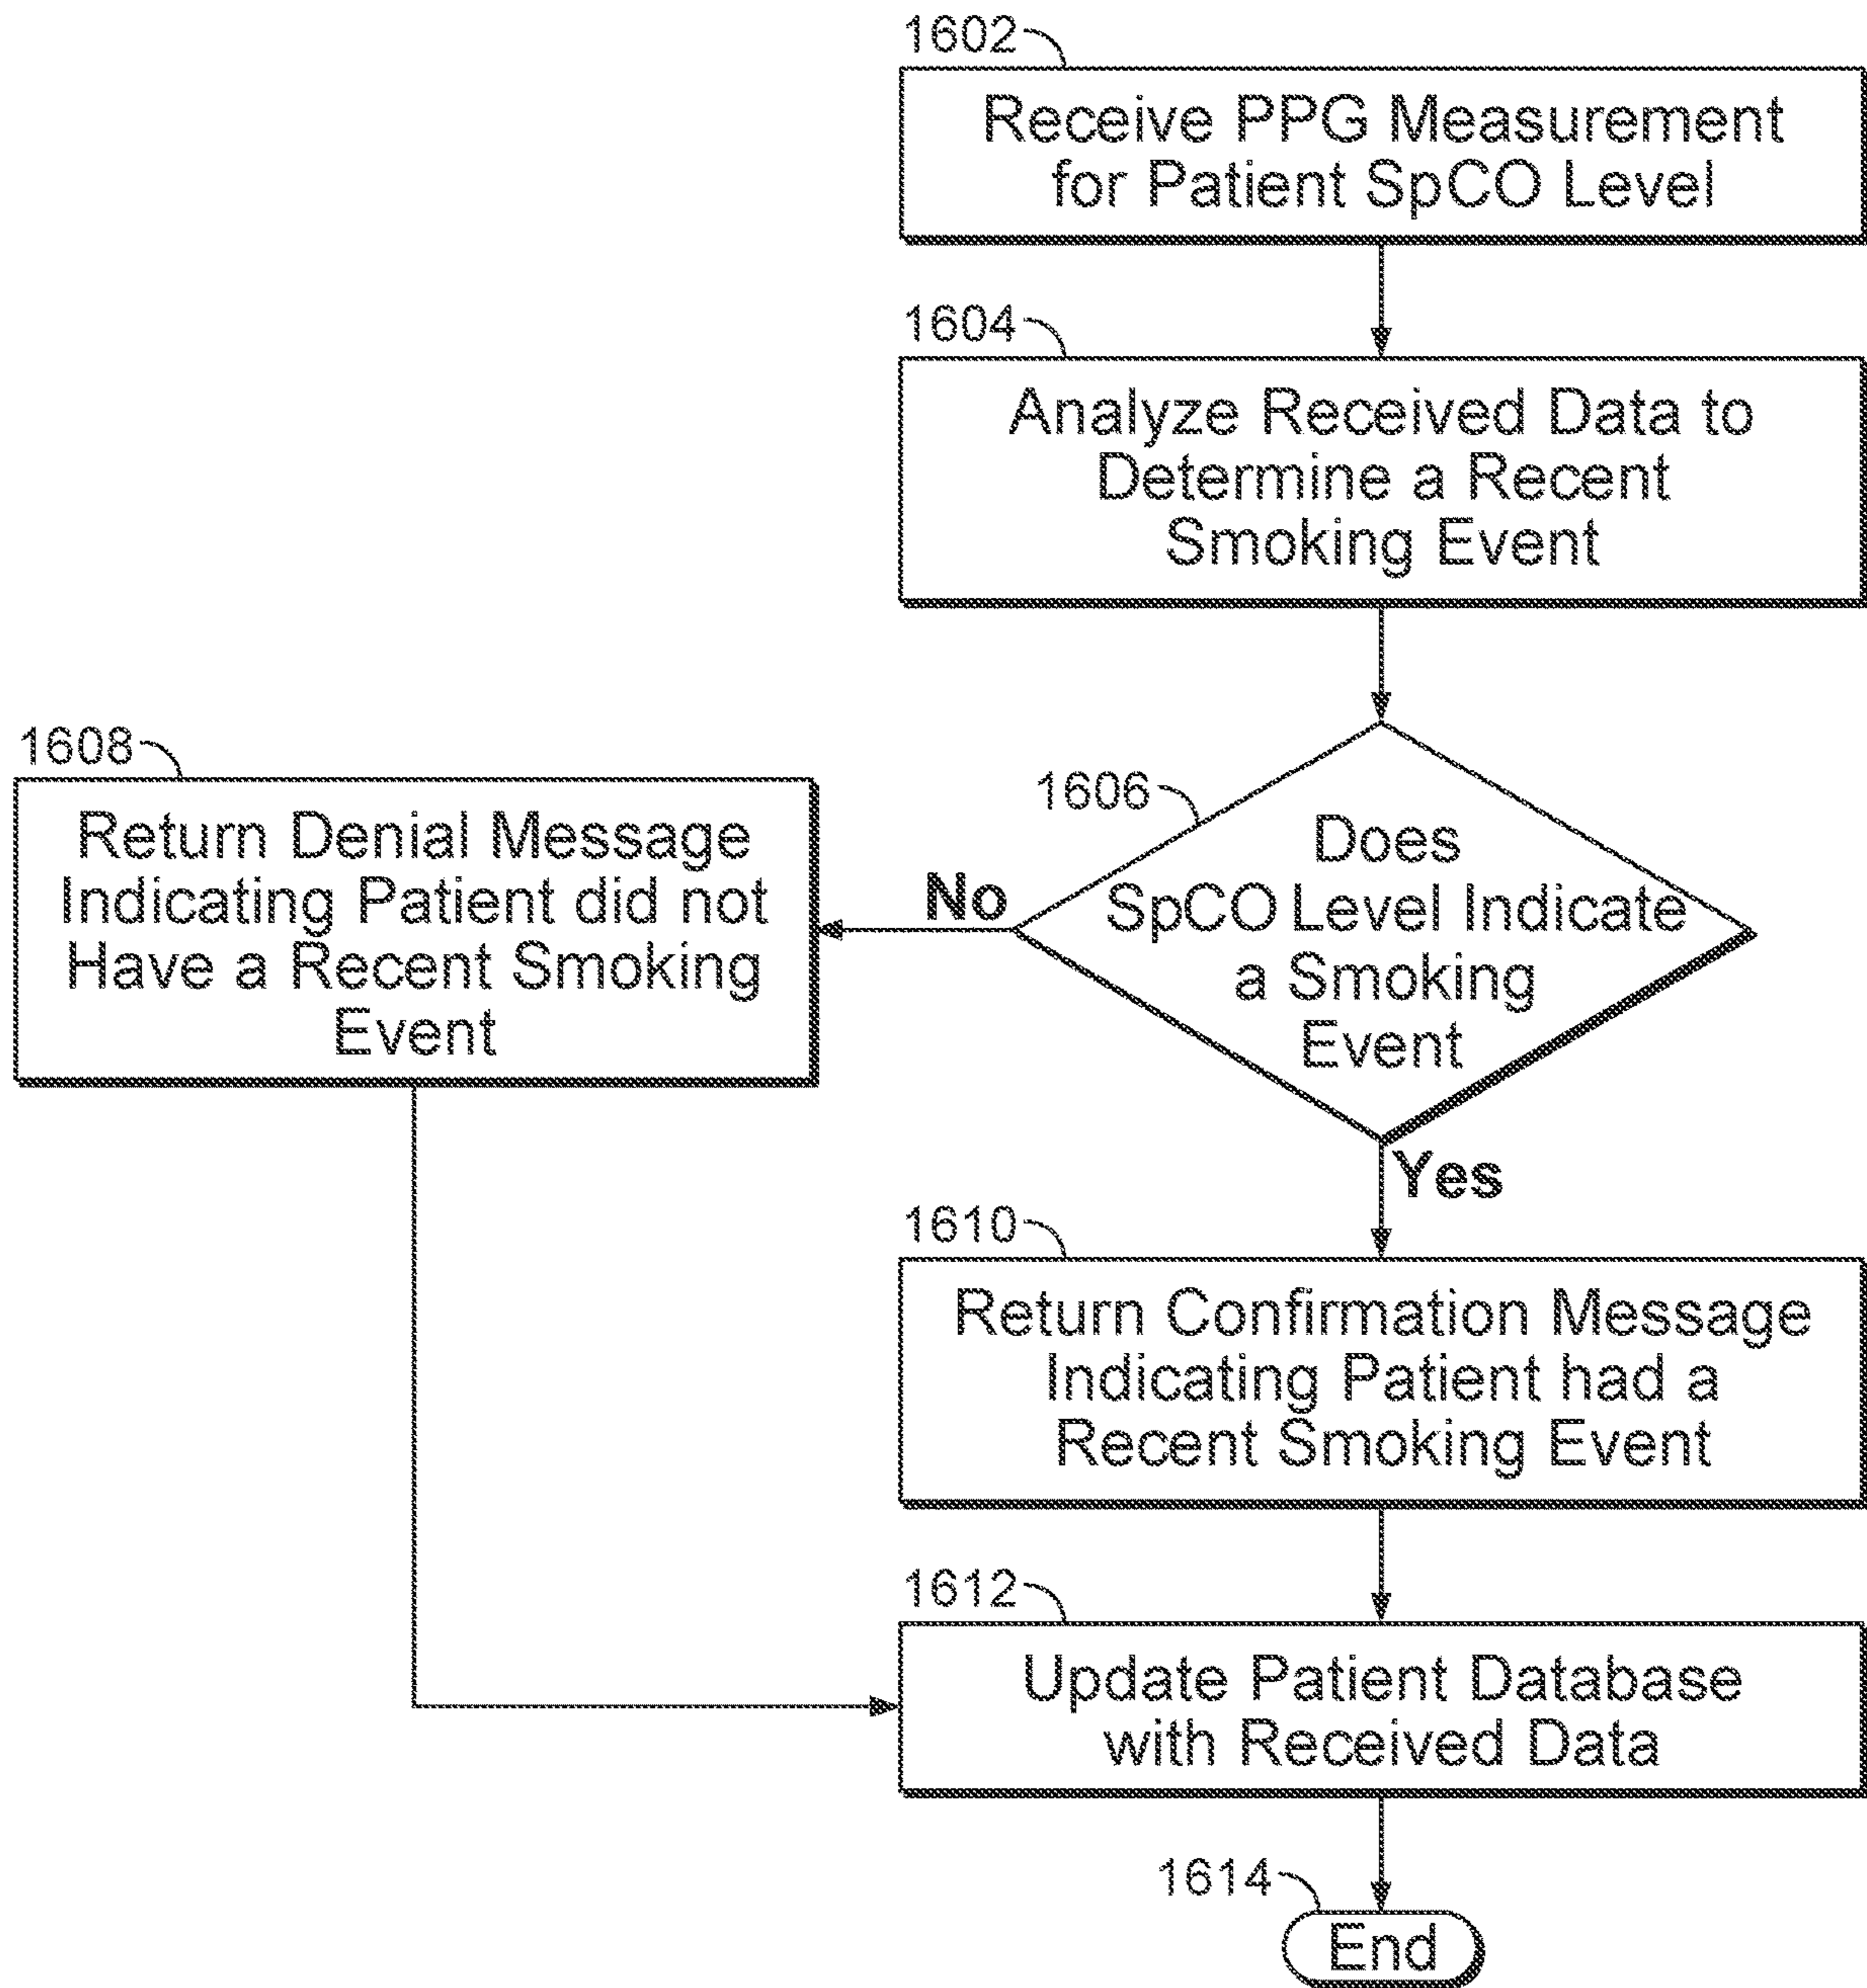 1602
Receive PPG Measurement
for Patient SpCO Level
1604
Analyze Received Data to
Determine a Recent
Smoking Event
1606
Does
SpCO Level Indicate
a Smoking
Event
No
1608
Return Denial Message
Indicating Patient did not
Have a Recent Smoking
Event
Yes
1610
Return Confirmation Message
Indicating Patient had a
Recent Smoking Event
1612
Update Patient Database
with Received Data
1614
End